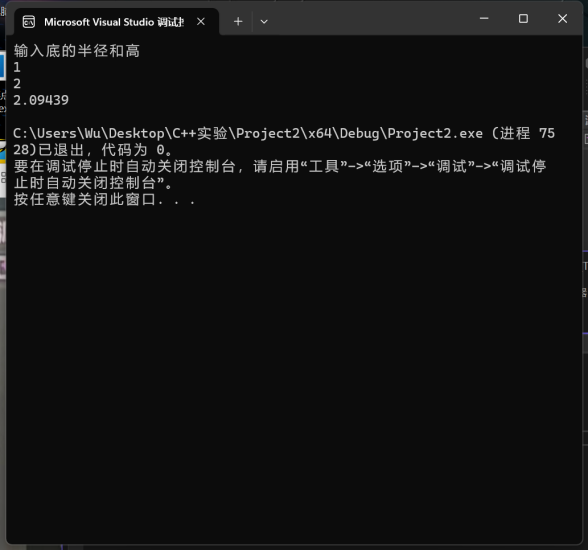 Microsoft Visual Studio 调试控
输入底的半径和高
1
2
2.09439
C:\Users\Wu\Desktop\C++实验\Project2\x64\Debug\Project2.exe (进程 75
28)已退出，代码为 0。
要在调试停止时自动关闭控制台，请启用“工具”->“选项”->“调试”->“调试停
止时自动关闭控制台”。
按任意键关闭此窗口. . .